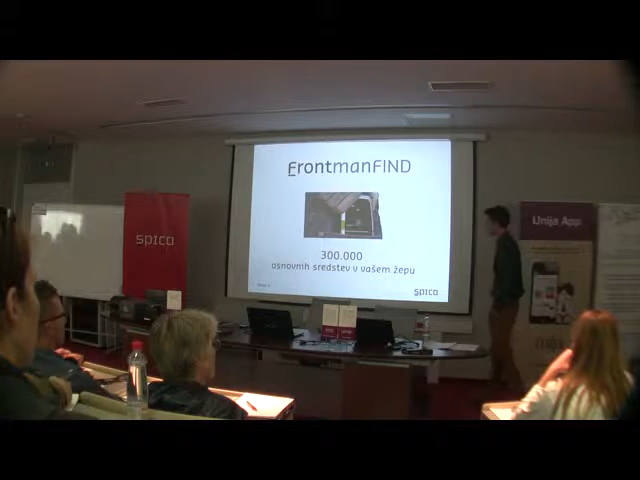 FrontmanFIND
300.000
osnovnih sredstev v vašem žepu
spica
spica
Unija App